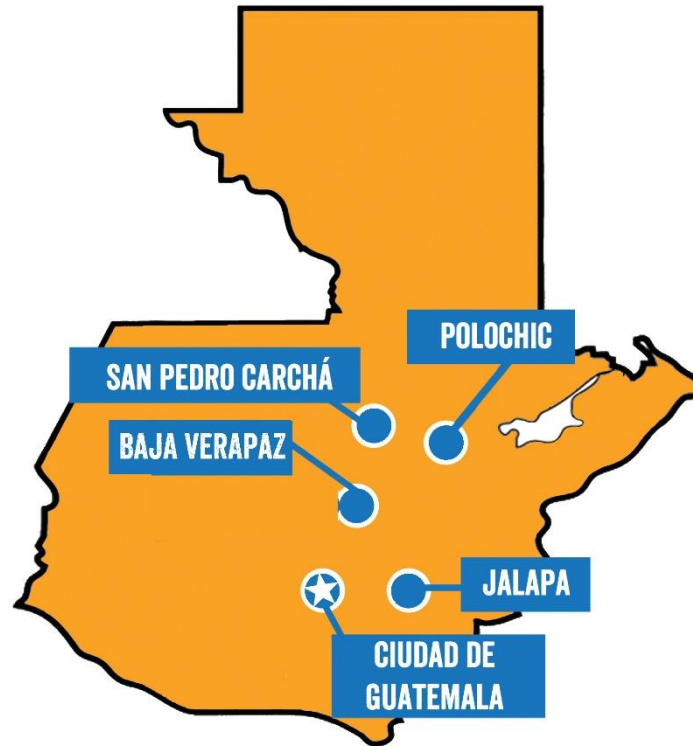 POLOCHIC
SAN PEDRO CARCHÁ
BAJA VERAPAZ
JALAPA
CIUDAD DE
GUATEMALA